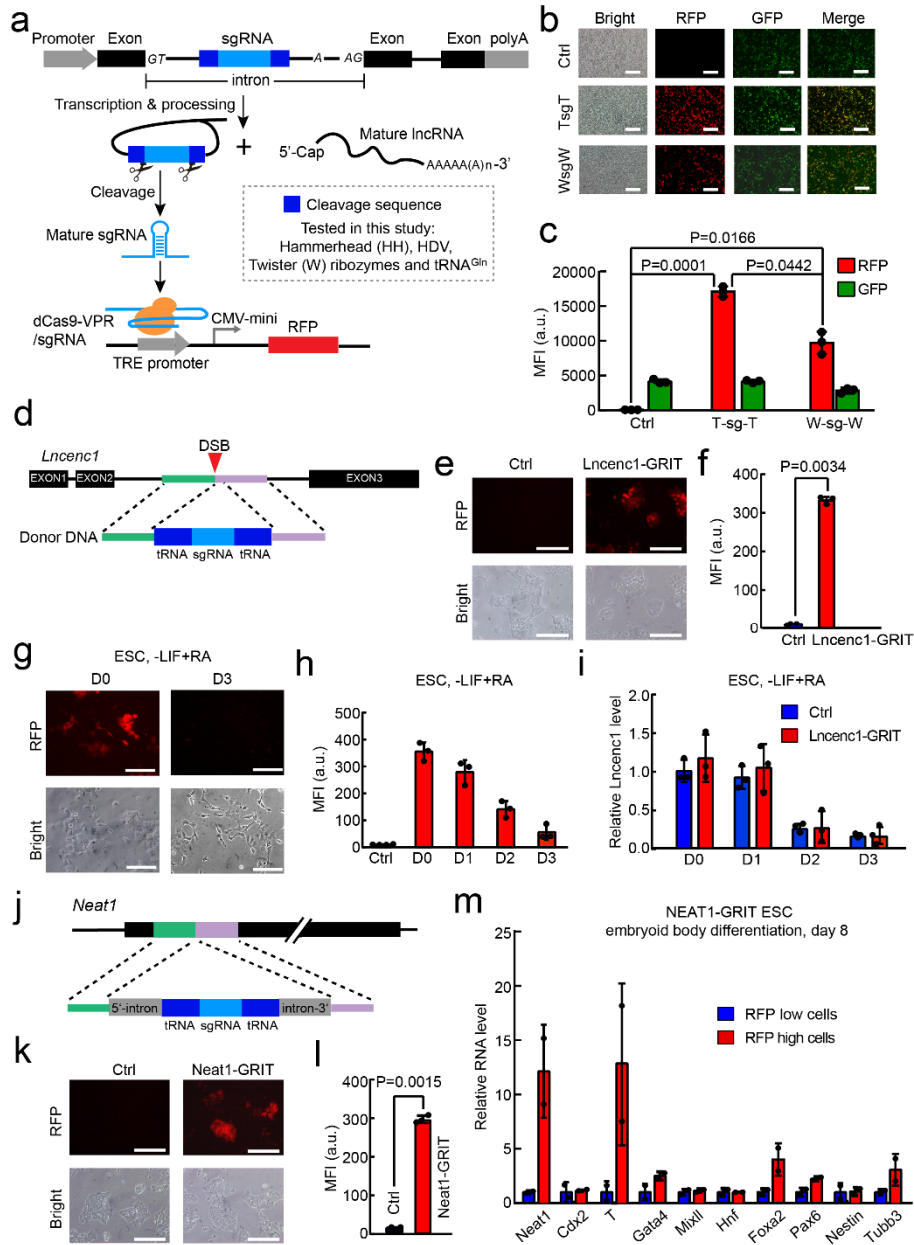 a
Promoter
Exon
GT
sgRNA
A
AG
Exon
Exon
polyA
intron
Transcription & processing
+
Mature lncRNA
5'-Cap
AAAAA(A)n-3'
Cleavage
Cleavage sequence
Tested in this study:
Hammerhead (HH), HDV,
Twister (W) ribozymes and tRNAGln
Mature sgRNA
dCas9-VPR
/sgRNA
CMV-mini
RFP
TRE promoter
b
Bright RFP GFP Merge
Ctrl
TsgT
WsgW
c
P=0.0166
P=0.0001
P=0.0442
RFP
GFP
MFI (a.u.)
20000
15000
10000
5000
0
Ctrl T-sg-T W-sg-W
d
Lncenc1
DSB
EXON1 EXON2 EXON3
Donor DNA
tRNA sgRNA tRNA
e
Ctrl Lncenc1-GRIT
RFP
Bright
f
P=0.0034
MFI (a.u.)
400
300
200
100
0
Ctrl Lncenc1-GRIT
g
ESC, -LIF+RA
D0 D3
RFP
Bright
h
ESC, -LIF+RA
MFI (a.u.)
500
400
300
200
100
0
Ctrl D0 D1 D2 D3
i
ESC, -LIF+RA
Ctrl
Lncenc1-GRIT
Relative Lncenc1 level
2.0
1.5
1.0
0.5
0.0
D0 D1 D2 D3
j
Neat1
5'-intron
intron-3'
tRNA sgRNA tRNA
k
Ctrl Neat1-GRIT
RFP
Bright
l
P=0.0015
MFI (a.u.)
400
300
200
100
0
Ctrl
Neat1-GRIT
m
NEAT1-GRIT ESC
embryoid body differentiation, day 8
RFP low cells
RFP high cells
Relative RNA level
25
20
15
10
5
0
Neat1 Cdx2 T Gata4 Mixll Hnf Foxa2 Pax6 Nestin Tubb3